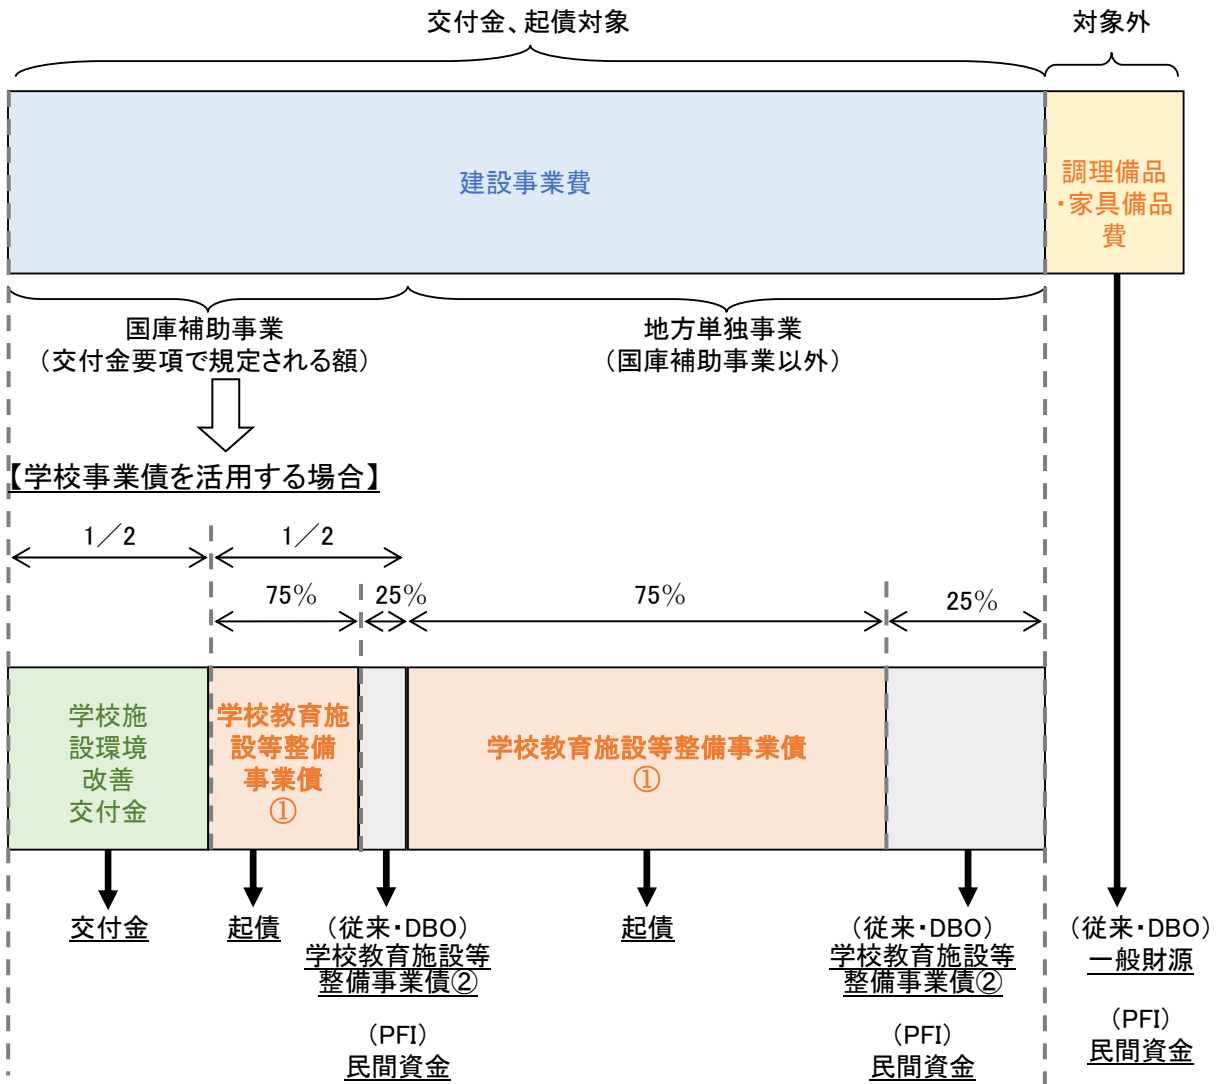 交付金、起債対象
対象外
建設事業費
調理備品
・家具備品
費
国庫補助事業
（交付金要項で規定される額）
地方単独事業
（国庫補助事業以外）
【学校事業債を活用する場合】
1／2
1／2
75％
25％
75％
25％
学校施
設環境
改善
交付金
学校教育施
設等整備
事業債
①
学校教育施設等整備事業債
①
交付金
起債
（従来・DBO）
学校教育施設等
整備事業債②
（PFI）
民間資金
起債
（従来・DBO）
学校教育施設等
整備事業債②
（PFI）
民間資金
（従来・DBO）
一般財源
（PFI）
民間資金